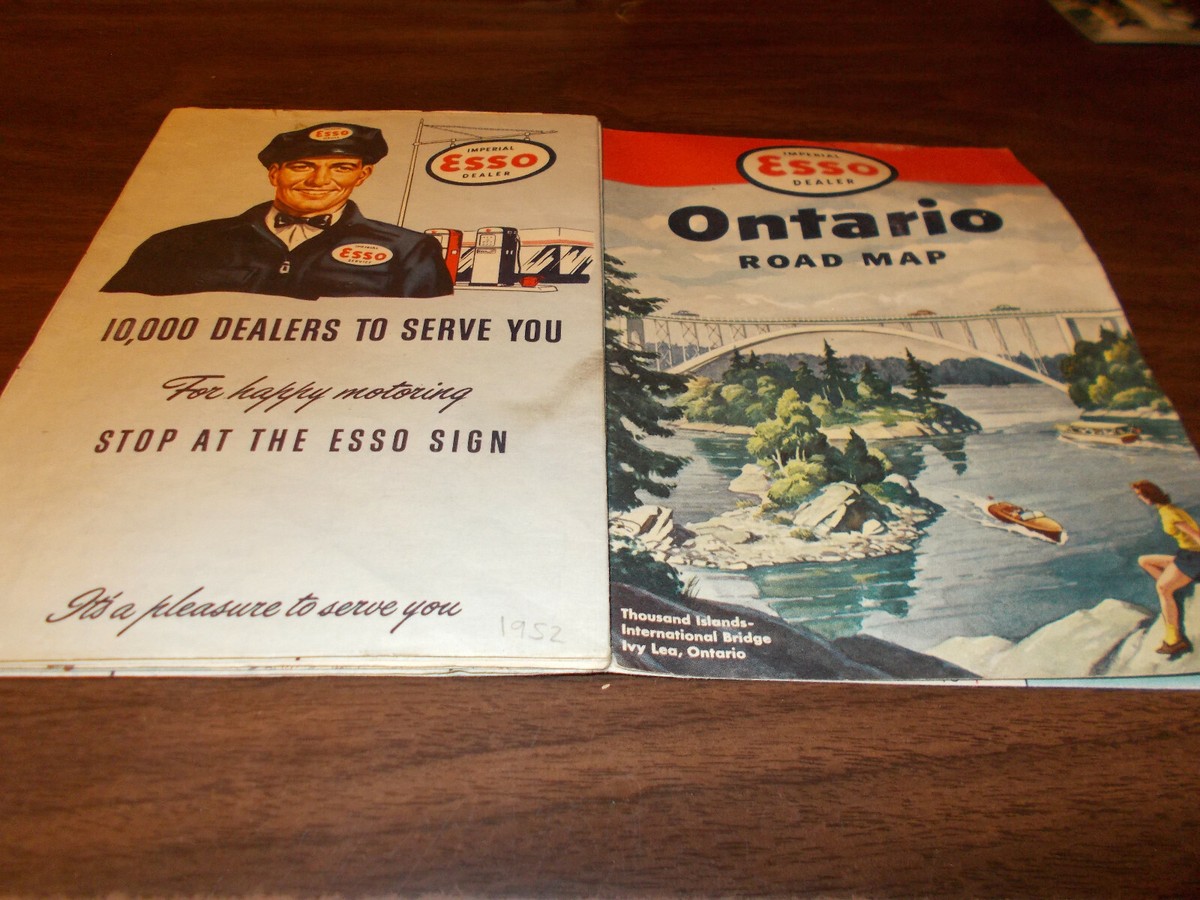 Esso
IMPERIAL
Esso
DEALER
Esso
SERVICE
10,000 DEALERS TO SERVE YOU
For happy motoring
STOP AT THE ESSO SIGN
It's a pleasure to serve you
1952
IMPERIAL
Esso
DEALER
Ontario
ROAD MAP
Thousand Islands-
International Bridge
Ivy Lea, Ontario